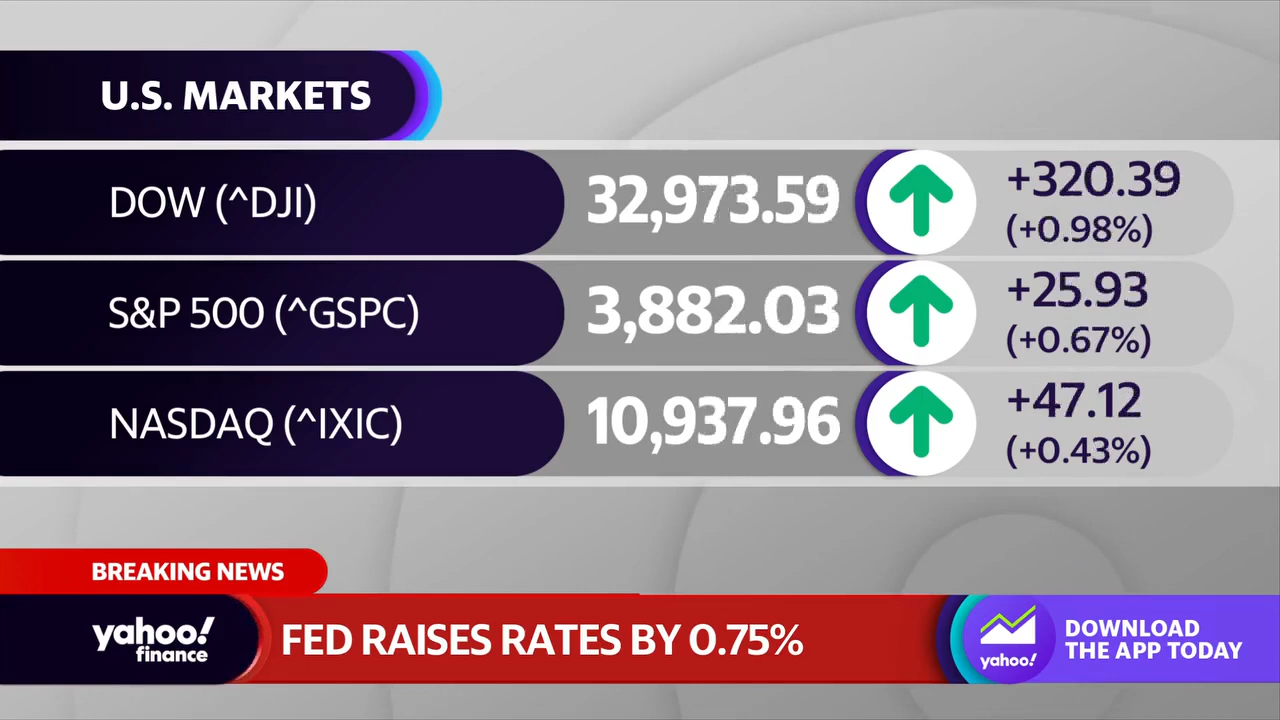 U.S. MARKETS
DOW (^DJI) 32,973.59 +320.39
(+0.98%)
S&P 500 (^GSPC) 3,882.03 +25.93
(+0.67%)
NASDAQ (^IXIC) 10,937.96 +47.12
(+0.43%)
BREAKING NEWS
yahoo!
finance
FED RAISES RATES BY 0.75%
yahoo!
DOWNLOAD
THE APP TODAY